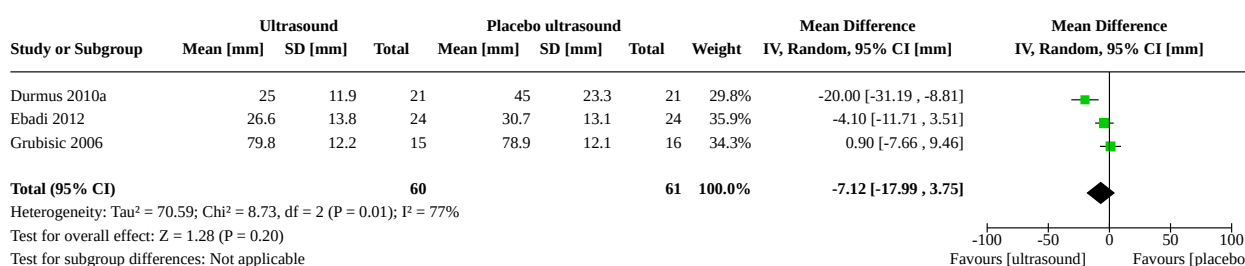 Ultrasound Placebo ultrasound Mean Difference Mean Difference
Study or Subgroup Mean [mm] SD [mm] Total Mean [mm] SD [mm] Total Weight IV, Random, 95% CI [mm] IV, Random, 95% CI [mm]
Durmus 2010a 25 11.9 21 45 23.3 21 29.8% -20.00 [-31.19 , -8.81]
Ebadi 2012 26.6 13.8 24 30.7 13.1 24 35.9% -4.10 [-11.71 , 3.51]
Grubisic 2006 79.8 12.2 15 78.9 12.1 16 34.3% 0.90 [-7.66 , 9.46]
Total (95% CI) 60 61 100.0% -7.12 [-17.99 , 3.75]
Heterogeneity: Tau² = 70.59; Chi² = 8.73, df = 2 (P = 0.01); I² = 77%
Test for overall effect: Z = 1.28 (P = 0.20) -100 -50 0 50 100
Test for subgroup differences: Not applicable Favours [ultrasound] Favours [placebo